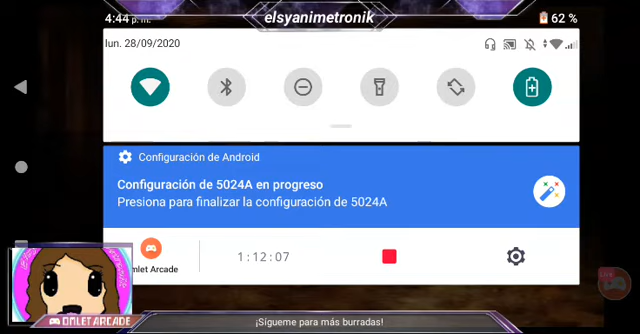 4:44 p. m.
elsyanimetronik
62 %
lun. 28/09/2020
Configuración de Android
Configuración de 5024A en progreso
Presiona para finalizar la configuración de 5024A
mlet Arcade
1:12:07
LIVE
OMLET ARCADE
¡Sígueme para más burradas!